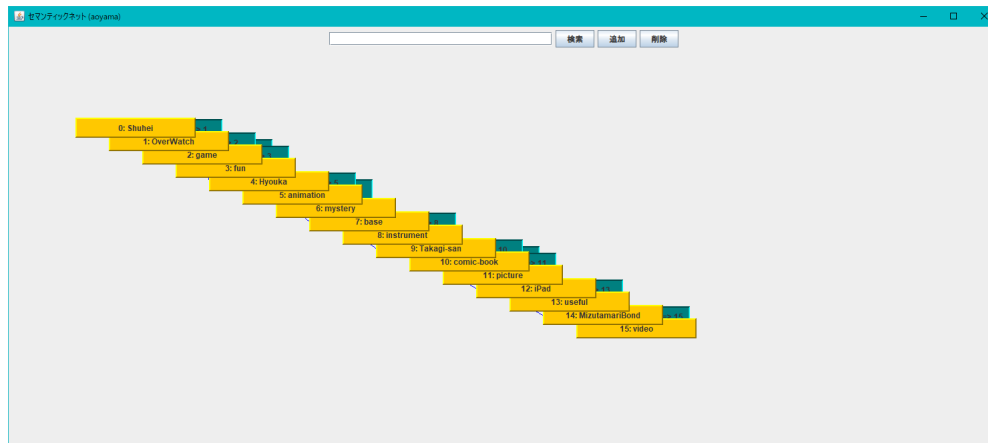 セマンティックネット (aoyama)
検索 追加 削除
0: Shuhei
1: OverWatch
2: game
3: fun
4: Hyouka
5: animation
6: mystery
7: base
8: instrument
9: Takagi-san
10: comic-book
11: picture
12: iPad
13: useful
14: MizutamariBond
15: video